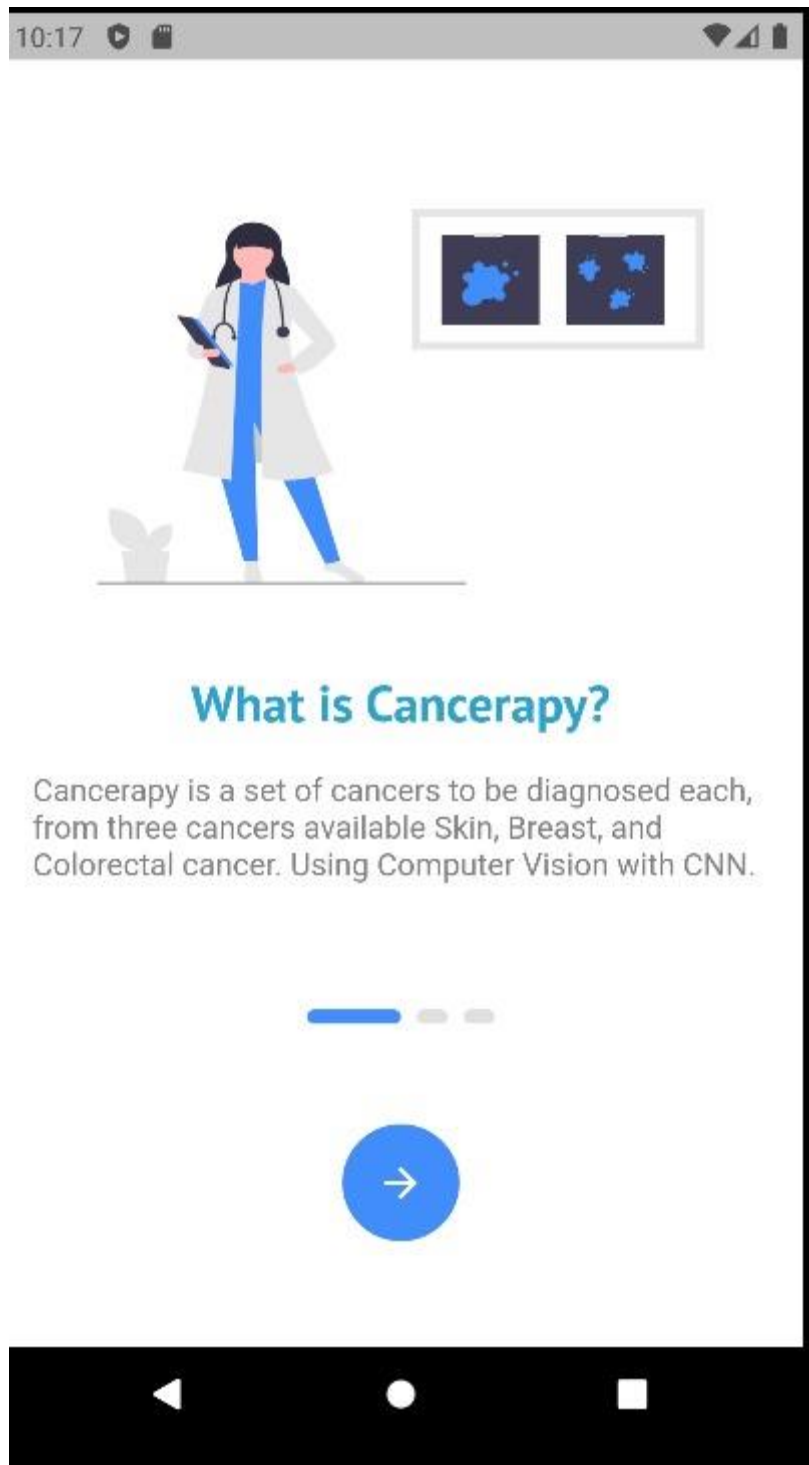 10:17
What is Cancerapy?
Cancerapy is a set of cancers to be diagnosed each,
from three cancers available Skin, Breast, and
Colorectal cancer. Using Computer Vision with CNN.